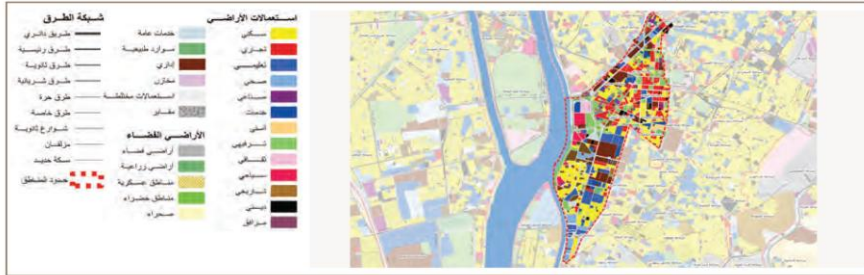 استعمالات الأراضي
سكني
تجاري
تعليمي
صحي
صناعي
خدمات
أمني
ترفيهي
ثقافي
سياحي
تاريخي
ديني
مرافق
خدمات عامة
موارد طبيعية
إداري
مخازن
استعمالات مختلطة
مقابر
الأراضي الفضاء
أراضي فضاء
أراضي زراعية
مناطق عسكرية
مناطق خضراء
صحراء
شبكة الطرق
طريق دائري
طرق رئيسية
طرق ثانوية
طرق شريانية
طرق حرة
طرق خاصة
شوارع ثانوية
مزلقان
سكة حديد
حدود المناطق